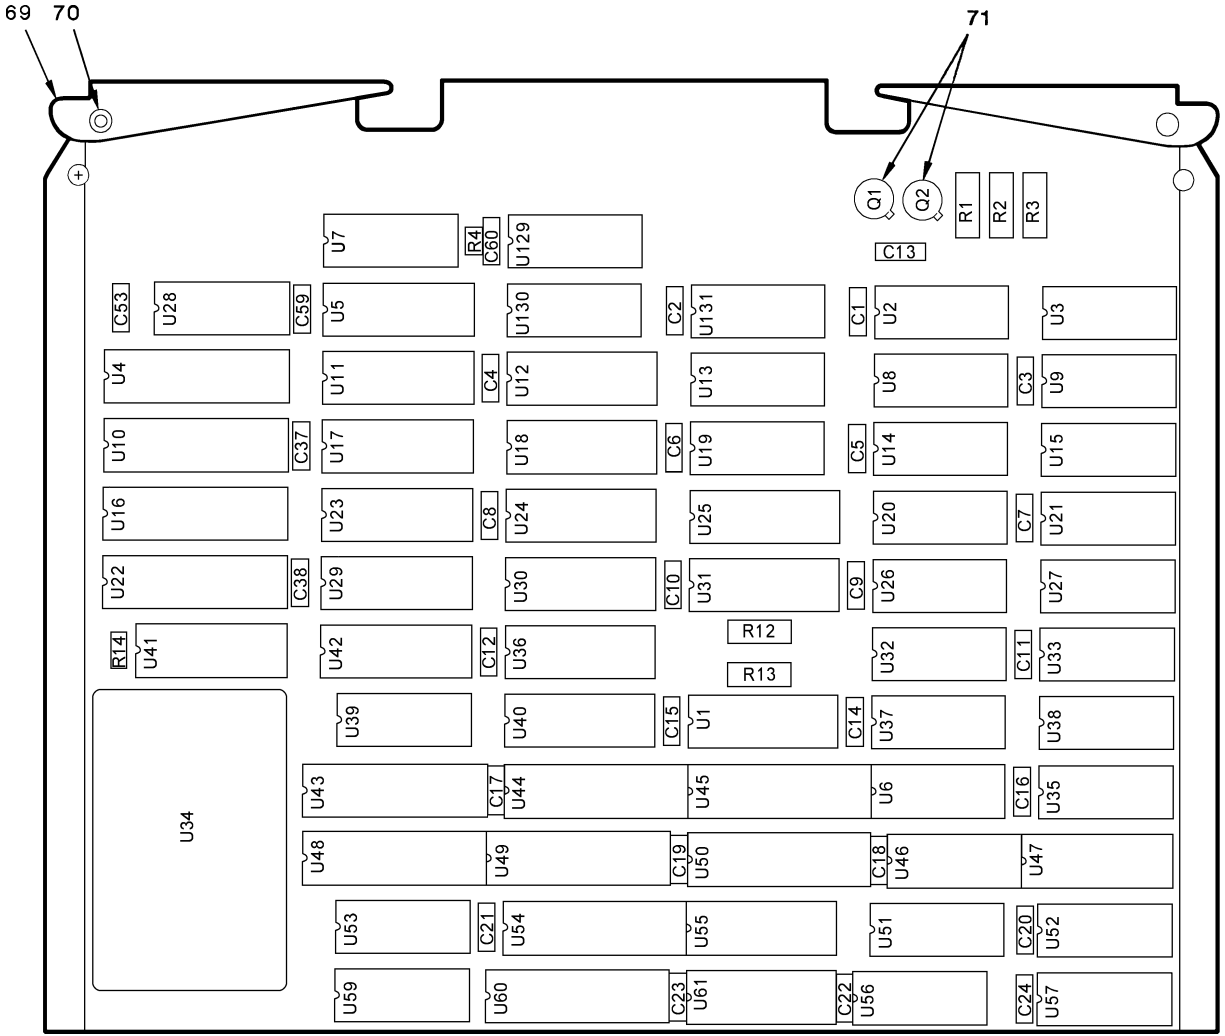 69 70 71
Q1 Q2 R1 R2 R3
U7 R4 C60 U129 C13
C53 U28 C59 U5 U130 C2 U131 C1 U2 U3
U4 U11 C4 U12 U13 U8 C3 U9
U10 C37 U17 U18 C6 U19 C5 U14 U15
U16 U23 C8 U24 U25 U20 C7 U21
U22 C38 U29 U30 C10 U31 C9 U26 U27
R12
R14 U41 U42 C12 U36 U32 C11 U33
R13
U39 U40 C15 U1 C14 U37 U38
U43 C17 U44 U45 U6 C16 U35
U34
U48 U49 C19 U50 C18 U46 U47
U53 C21 U54 U55 U51 C20 U52
U59 U60 C23 U61 C22 U56 C24 U57